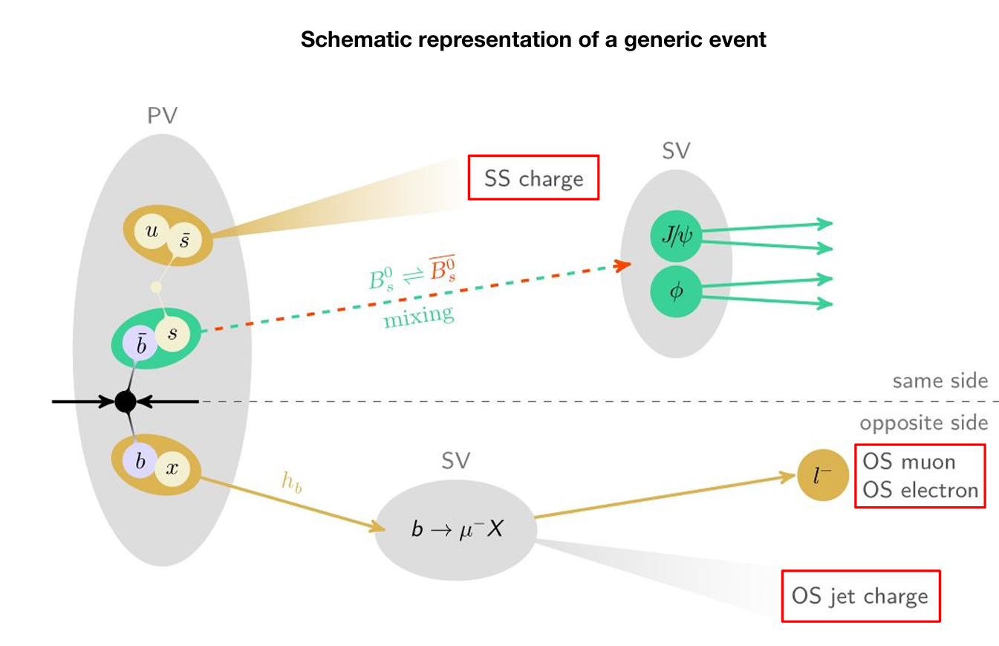 Schematic representation of a generic event
PV
SV
SS charge
u
s̄
J/ψ
B⁰ₛ ⇌ B̅⁰ₛ
mixing
ϕ
b̄
s
same side
opposite side
b
x
h_b
SV
l⁻
OS muon
OS electron
b → μ⁻X
OS jet charge